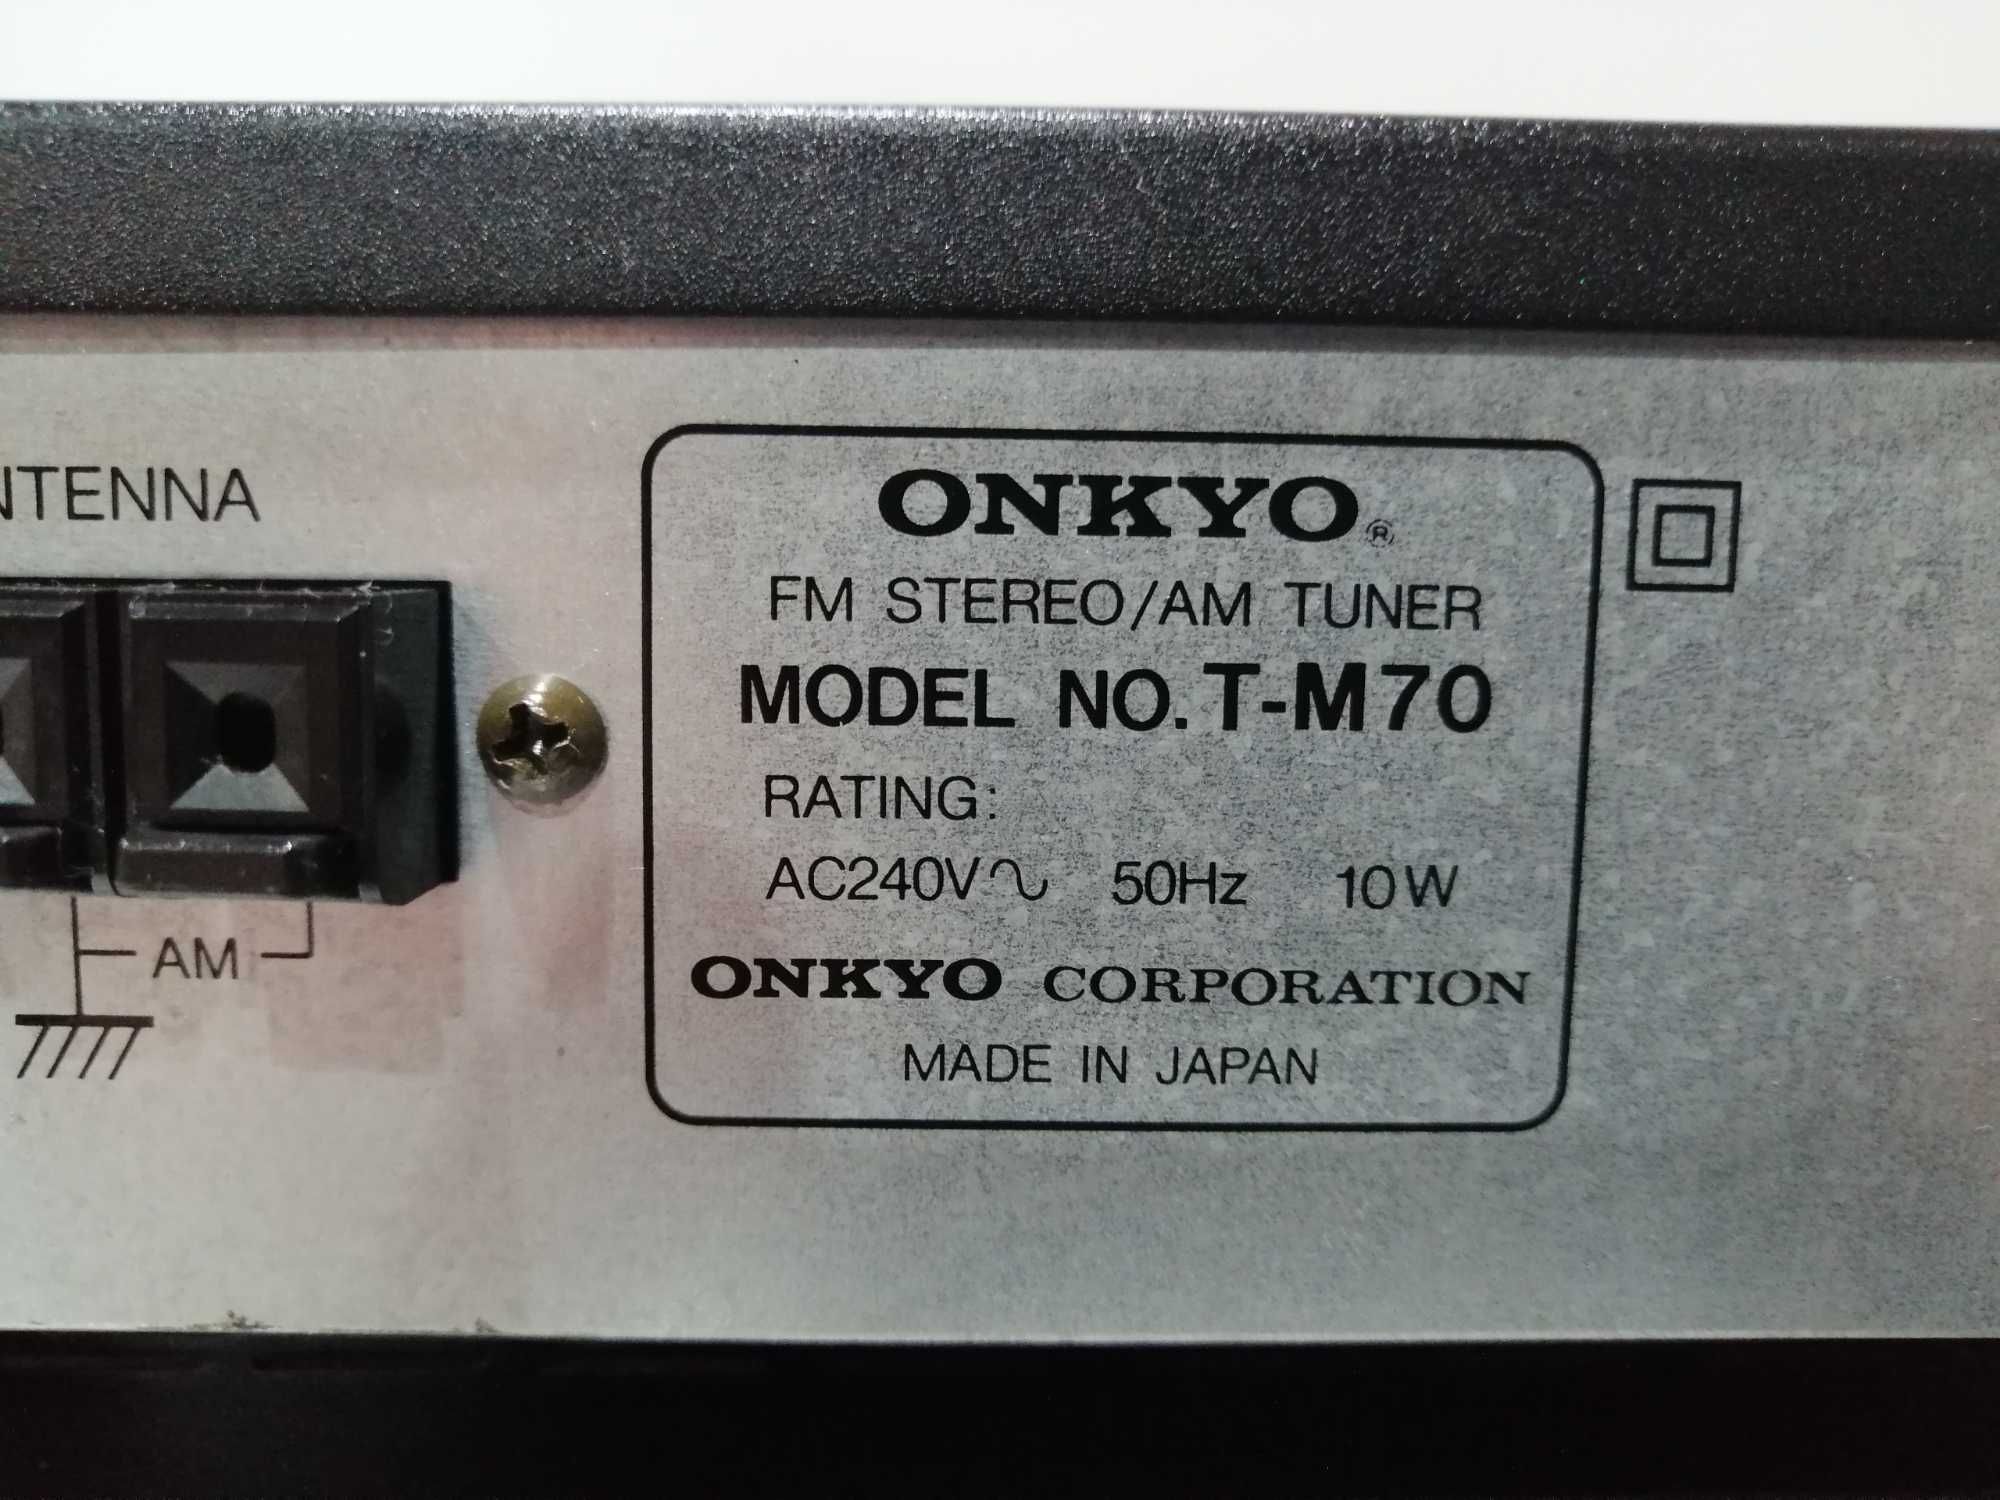 NTENNA
AM
ONKYO®
FM STEREO/AM TUNER
MODEL NO. T-M70
RATING:
AC240V∿ 50Hz 10W
ONKYO CORPORATION
MADE IN JAPAN